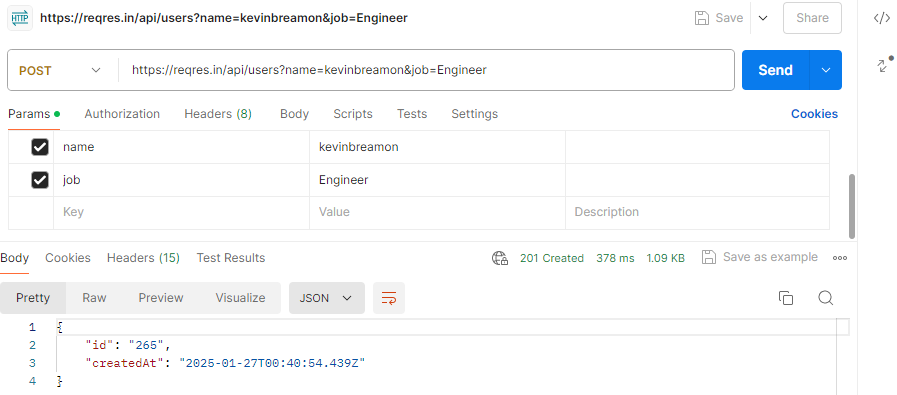 HTTP https://reqres.in/api/users?name=kevinbreamon&job=Engineer Save Share
POST https://reqres.in/api/users?name=kevinbreamon&job=Engineer Send
Params Authorization Headers (8) Body Scripts Tests Settings Cookies
name kevinbreamon
job Engineer
Key Value Description
Body Cookies Headers (15) Test Results 201 Created 378 ms 1.09 KB Save as example
Pretty Raw Preview Visualize JSON
1 {
2 "id": "265",
3 "createdAt": "2025-01-27T00:40:54.439Z"
4 }